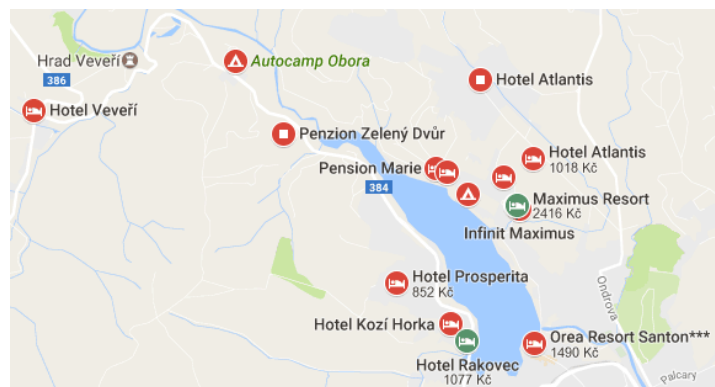 Hrad Veveří
386
Autocamp Obora
Hotel Atlantis
Hotel Veveří
Penzion Zelený Dvůr
Hotel Atlantis
1018 Kč
Pension Marie
384
Maximus Resort
2416 Kč
Infinit Maximus
Hotel Prosperita
852 Kč
Ondrova
Hotel Kozí Horka
Orea Resort Santon***
1490 Kč
Hotel Rakovec
1077 Kč
Palcary